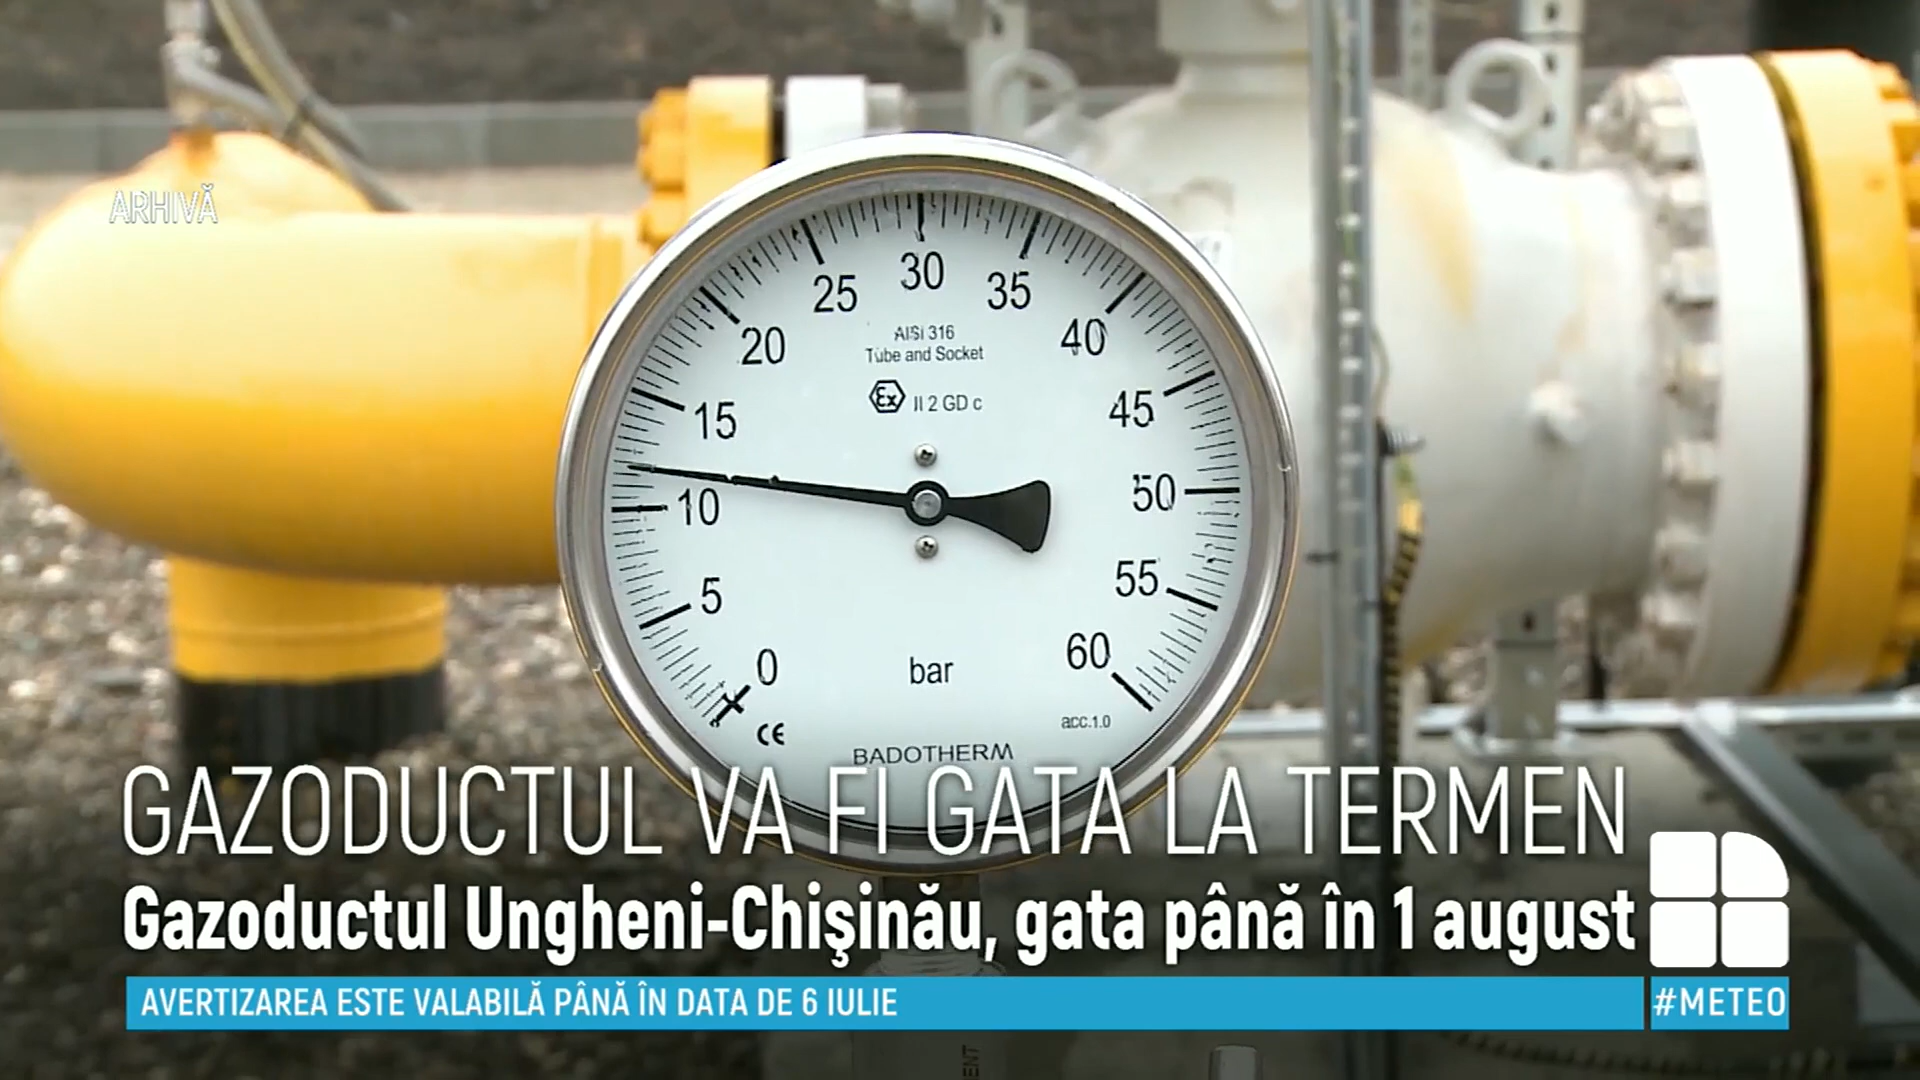 ARHIVĂ
30
25
35
20
40
AISI 316
Tube and Socket
Ex II 2 GD c
15
45
10
50
5
55
0
60
bar
CE
acc.1.0
BADOTHERM
GAZODUCTUL VA FI GATA LA TERMEN
Gazoductul Ungheni-Chişinău, gata până în 1 august
AVERTIZAREA ESTE VALABILĂ PÂNĂ ÎN DATA DE 6 IULIE
#METEO